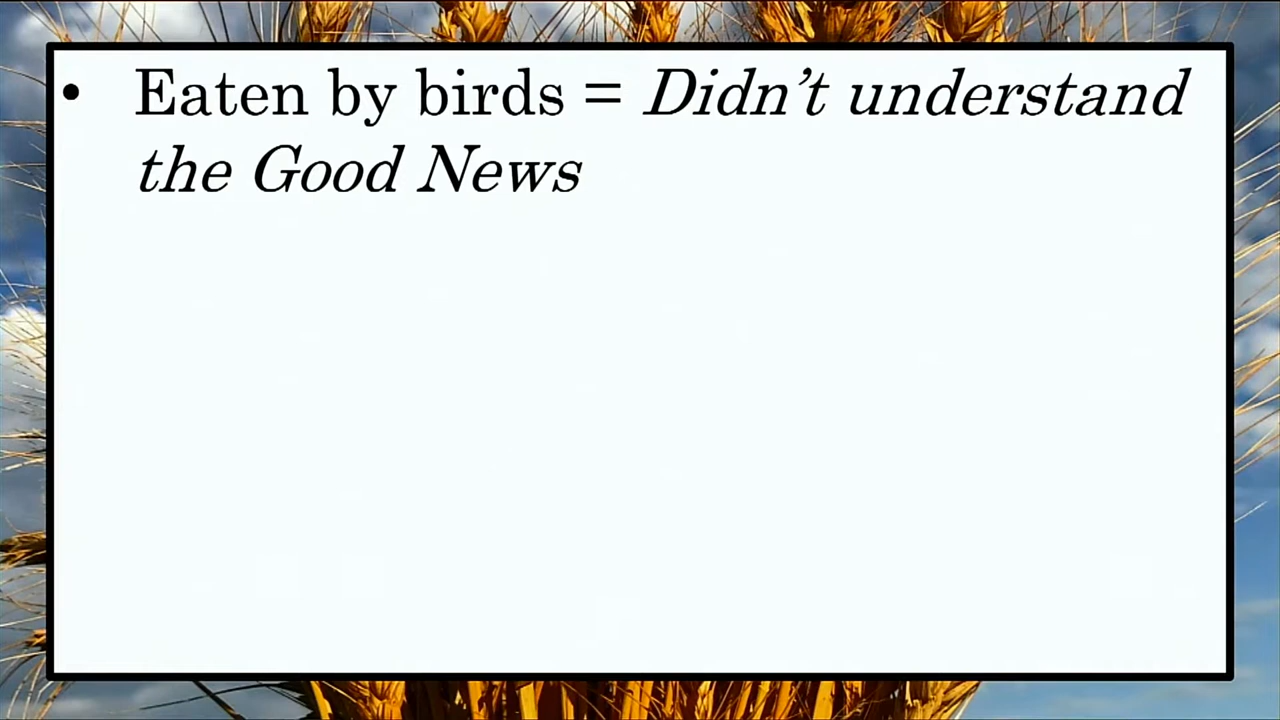 • Eaten by birds = Didn’t understand
the Good News